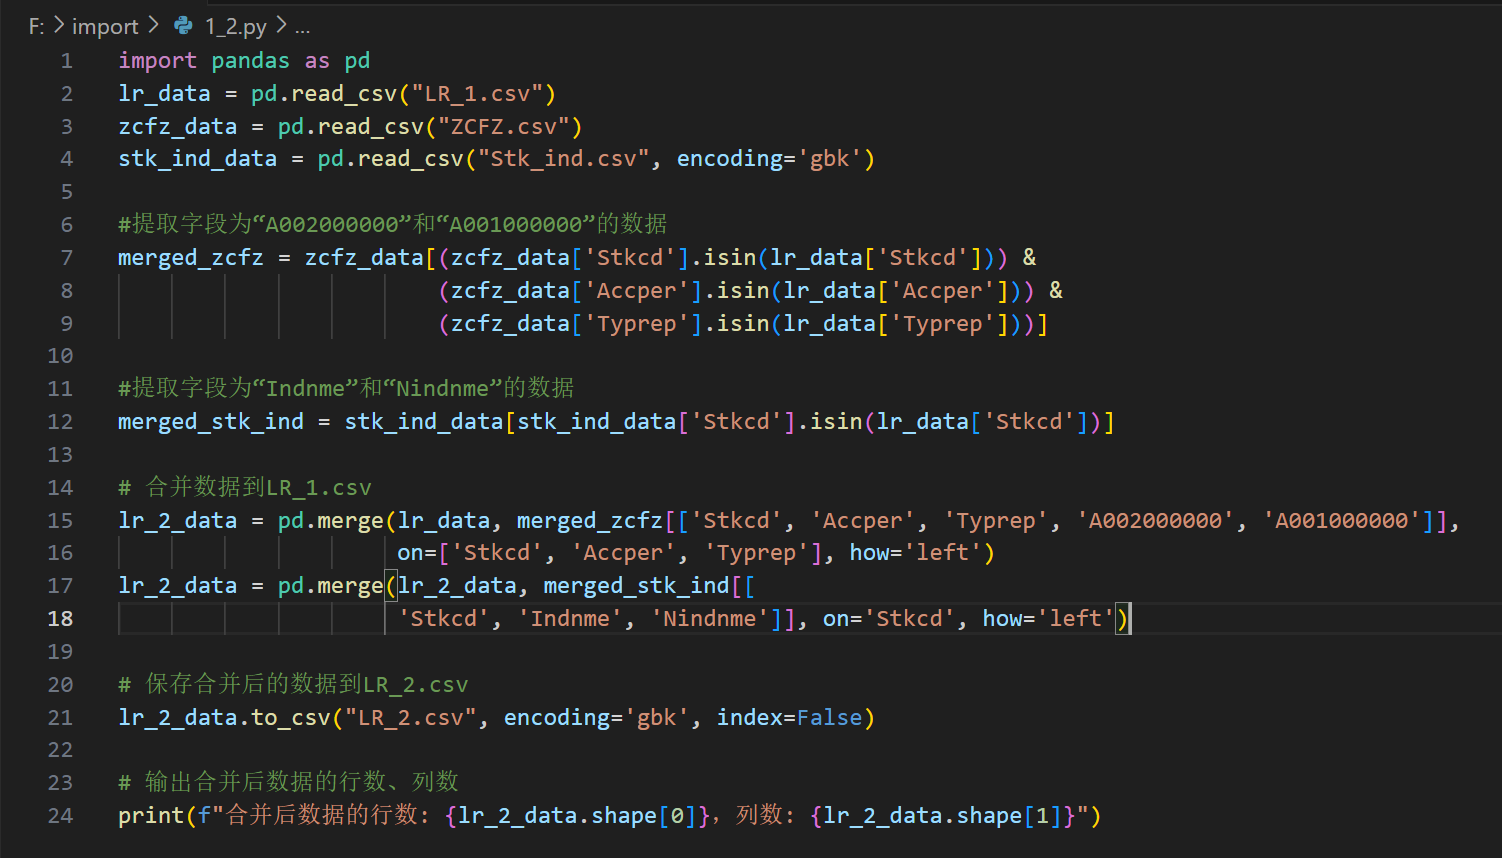 F: > import > 1_2.py > ...
1 import pandas as pd
2 lr_data = pd.read_csv("LR_1.csv")
3 zcfz_data = pd.read_csv("ZCFZ.csv")
4 stk_ind_data = pd.read_csv("Stk_ind.csv", encoding='gbk')
5
6 #提取字段为“A002000000”和“A001000000”的数据
7 merged_zcfz = zcfz_data[(zcfz_data['Stkcd'].isin(lr_data['Stkcd'])) &
8 (zcfz_data['Accper'].isin(lr_data['Accper'])) &
9 (zcfz_data['Typrep'].isin(lr_data['Typrep']))]
10
11 #提取字段为“Indnme”和“Nindnme”的数据
12 merged_stk_ind = stk_ind_data[stk_ind_data['Stkcd'].isin(lr_data['Stkcd'])]
13
14 # 合并数据到LR_1.csv
15 lr_2_data = pd.merge(lr_data, merged_zcfz[['Stkcd', 'Accper', 'Typrep', 'A002000000', 'A001000000']],
16 on=['Stkcd', 'Accper', 'Typrep'], how='left')
17 lr_2_data = pd.merge(lr_2_data, merged_stk_ind[[
18 'Stkcd', 'Indnme', 'Nindnme']], on='Stkcd', how='left')
19
20 # 保存合并后的数据到LR_2.csv
21 lr_2_data.to_csv("LR_2.csv", encoding='gbk', index=False)
22
23 # 输出合并后数据的行数、列数
24 print(f"合并后数据的行数: {lr_2_data.shape[0]}, 列数: {lr_2_data.shape[1]}")